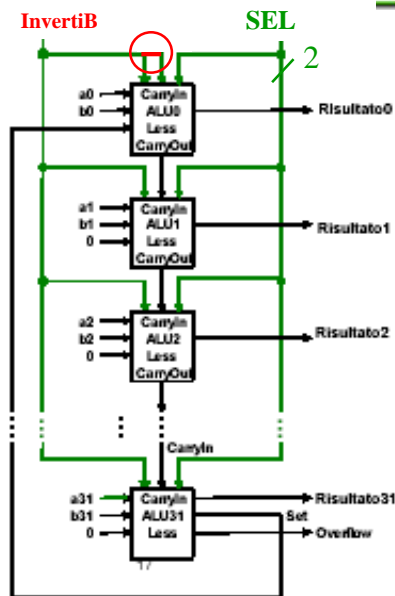 InvertiB SEL
2
a0 CarryIn
b0 ALU0 Risultato0
Less
CarryOut
a1 CarryIn
b1 ALU1 Risultato1
0 Less
CarryOut
a2 CarryIn
b2 ALU2 Risultato2
0 Less
CarryOut
CarryIn
a31 CarryIn Risultato31
b31 ALU31 Set
0 Less Overflow
17